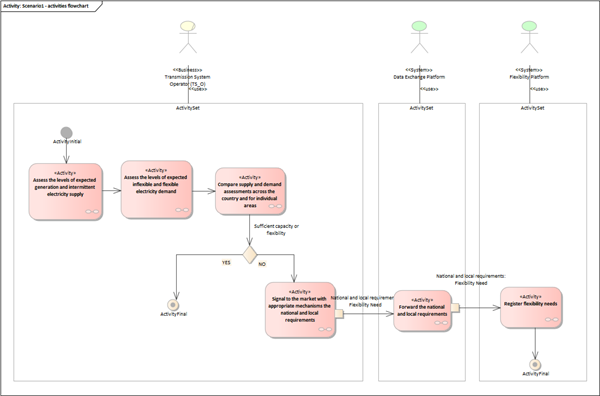 Activity: Scenario1 - activities flowchart
«Business»
Transmission System
Operator (TS_O)
«use»
«System»
Data Exchange Platform
«use»
«System»
Flexibility Platform
«use»
ActivitySet
ActivitySet
ActivitySet
ActivityInitial
«Activity»
Assess the levels of expected
generation and intermittent
electricity supply
«Activity»
Assess the levels of expected
inflexible and flexible
electricity demand
«Activity»
Compare supply and demand
assessments across the
country and for individual
areas
Sufficient capacity or
flexibility
YES
NO
ActivityFinal
«Activity»
Signal to the market with
appropriate mechanisms the
national and local
requirements
National and local requirements:
Flexibility Need
«Activity»
Forward the national
and local requirements
National and local requirements:
Flexibility Need
«Activity»
Register flexibility needs
ActivityFinal